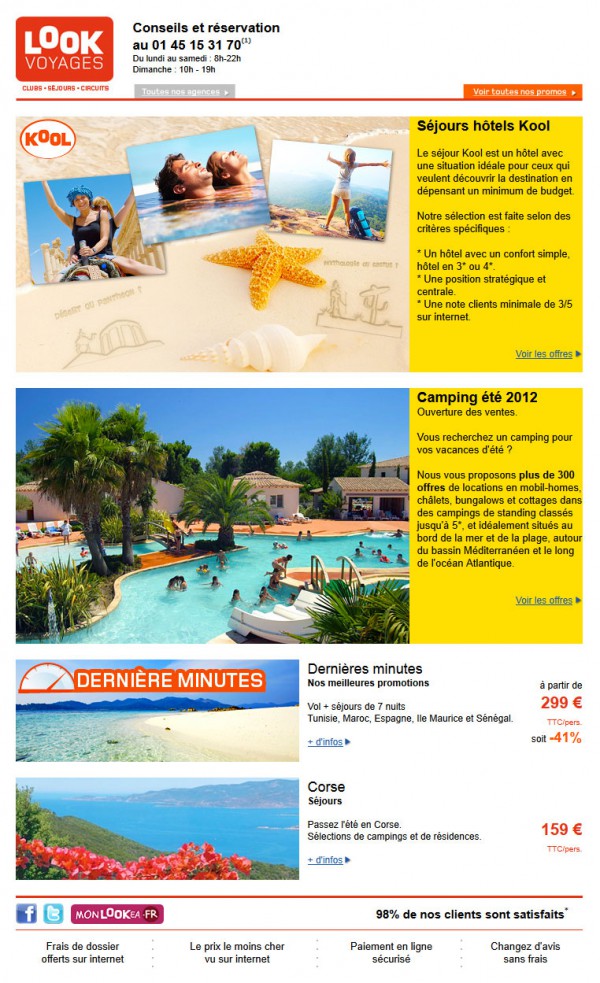 LOOK
VOYAGES
CLUBS • SÉJOURS • CIRCUITS
Conseils et réservation
au 01 45 15 31 70(1)
Du lundi au samedi : 8h-22h
Dimanche : 10h - 19h
Toutes nos agences
Voir toutes nos promos
KOOL
Séjours hôtels Kool
Le séjour Kool est un hôtel avec
une situation idéale pour ceux qui
veulent découvrir la destination en
dépensant un minimum de budget.
Notre sélection est faite selon des
critères spécifiques :
* Un hôtel avec un confort simple,
hôtel en 3* ou 4*.
* Une position stratégique et
centrale.
* Une note clients minimale de 3/5
sur internet.
Voir les offres
Camping été 2012
Ouverture des ventes.
Vous recherchez un camping pour
vos vacances d'été ?
Nous vous proposons plus de 300
offres de locations en mobil-homes,
châlets, bungalows et cottages dans
des campings de standing classés
jusqu'à 5*, et idéalement situés au
bord de la mer et de la plage, autour
du bassin Méditerranéen et le long
de l'océan Atlantique.
Voir les offres
DERNIÈRE MINUTES
Dernières minutes
Nos meilleures promotions
Vol + séjours de 7 nuits
Tunisie, Maroc, Espagne, Ile Maurice et Sénégal.
+ d'infos
à partir de
299 €
TTC/pers.
soit -41%
Corse
Séjours
Passez l'été en Corse.
Sélections de campings et de résidences.
+ d'infos
159 €
TTC/pers.
MON LOOKEA.FR
98% de nos clients sont satisfaits*
Frais de dossier
offerts sur internet
Le prix le moins cher
vu sur internet
Paiement en ligne
sécurisé
Changez d'avis
sans frais